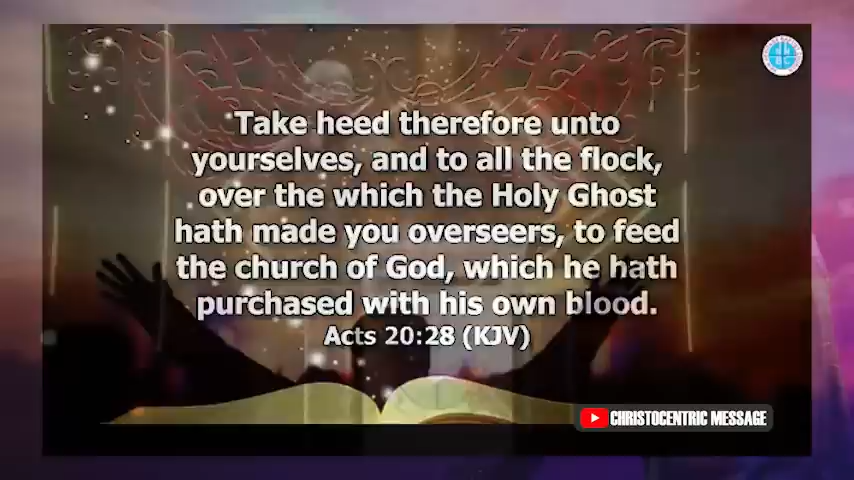 Take heed therefore unto
yourselves, and to all the flock,
over the which the Holy Ghost
hath made you overseers, to feed
the church of God, which he hath
purchased with his own blood.
Acts 20:28 (KJV)
CHRISTOCENTRIC MESSAGE